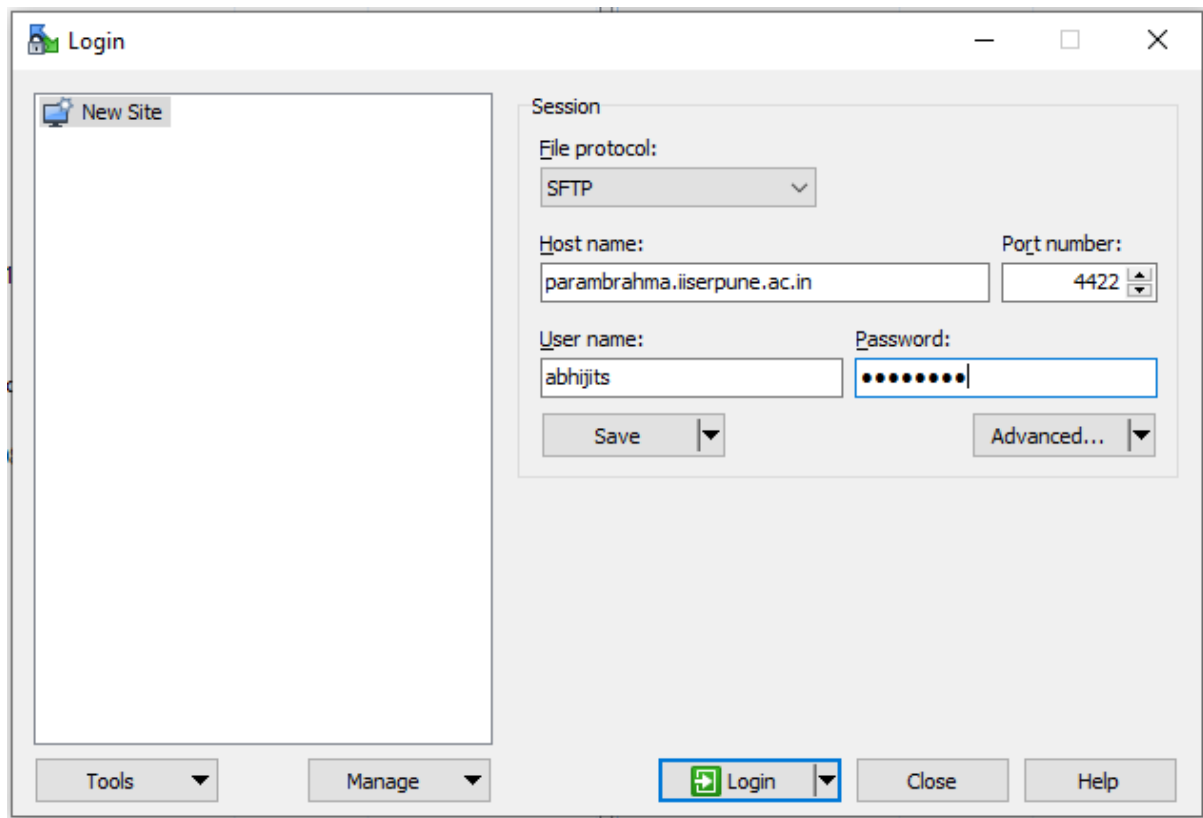 Login
New Site
Session
File protocol:
SFTP
Host name: Port number:
parambrahma.iiserpune.ac.in 4422
User name: Password:
abhijits ●●●●●●●●
Save Advanced...
Tools Manage Login Close Help